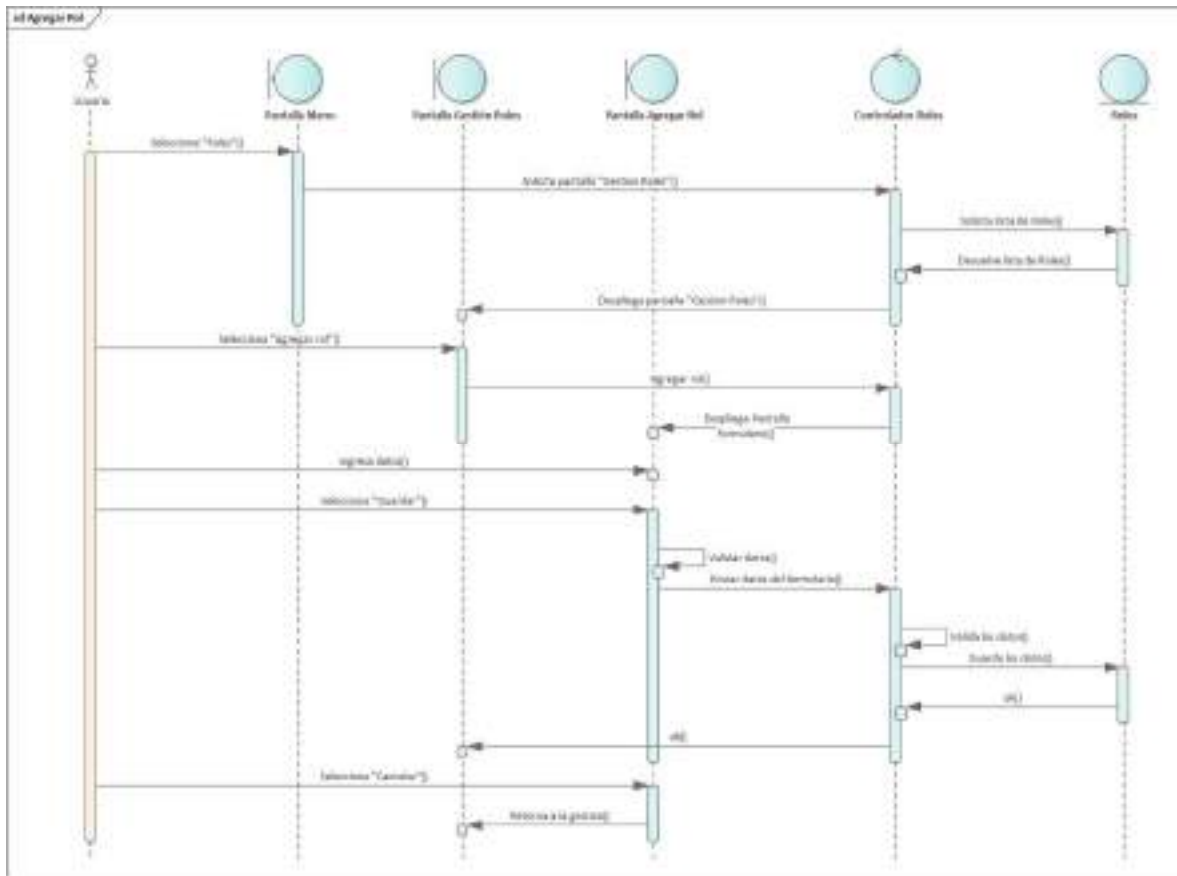 sd Agregar Rol
Usuario
Pantalla Menu
Pantalla Gestión Roles
Pantalla Agregar Rol
Controlador Roles
Roles
Selecciona "Roles"()
Solicita pantalla "Gestion Roles"()
Solicita lista de Roles()
Devuelve lista de Roles()
Despliega pantalla "Gestion Roles"()
Selecciona "agregar rol"()
Agregar rol()
Despliega Pantalla
Formulario()
Ingresa datos()
Selecciona "Guardar"()
Validar datos()
Enviar datos del formulario()
Valida los datos()
Guarda los datos()
ok()
ok()
Selecciona "Cancelar"()
Retorna a la gestion()